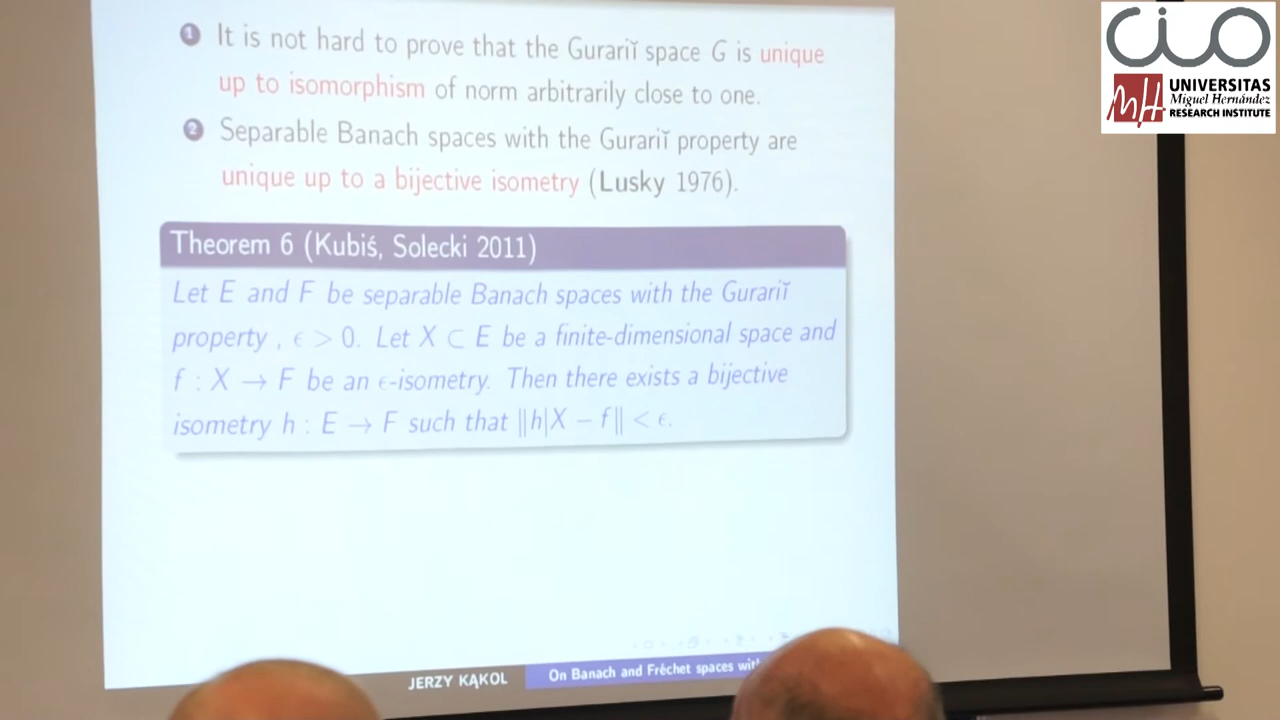 1 It is not hard to prove that the Gurariĭ space G is unique
up to isomorphism of norm arbitrarily close to one.
2 Separable Banach spaces with the Gurariĭ property are
unique up to a bijective isometry (Lusky 1976).
Theorem 6 (Kubiś, Solecki 2011)
Let E and F be separable Banach spaces with the Gurariĭ
property , ϵ > 0. Let X ⊂ E be a finite-dimensional space and
f : X → F be an ϵ-isometry. Then there exists a bijective
isometry h : E → F such that ‖h|X − f‖ < ϵ.
JERZY KĄKOL
On Banach and Fréchet spaces with
CIO
UNIVERSITAS
MH
Miguel Hernández
RESEARCH INSTITUTE